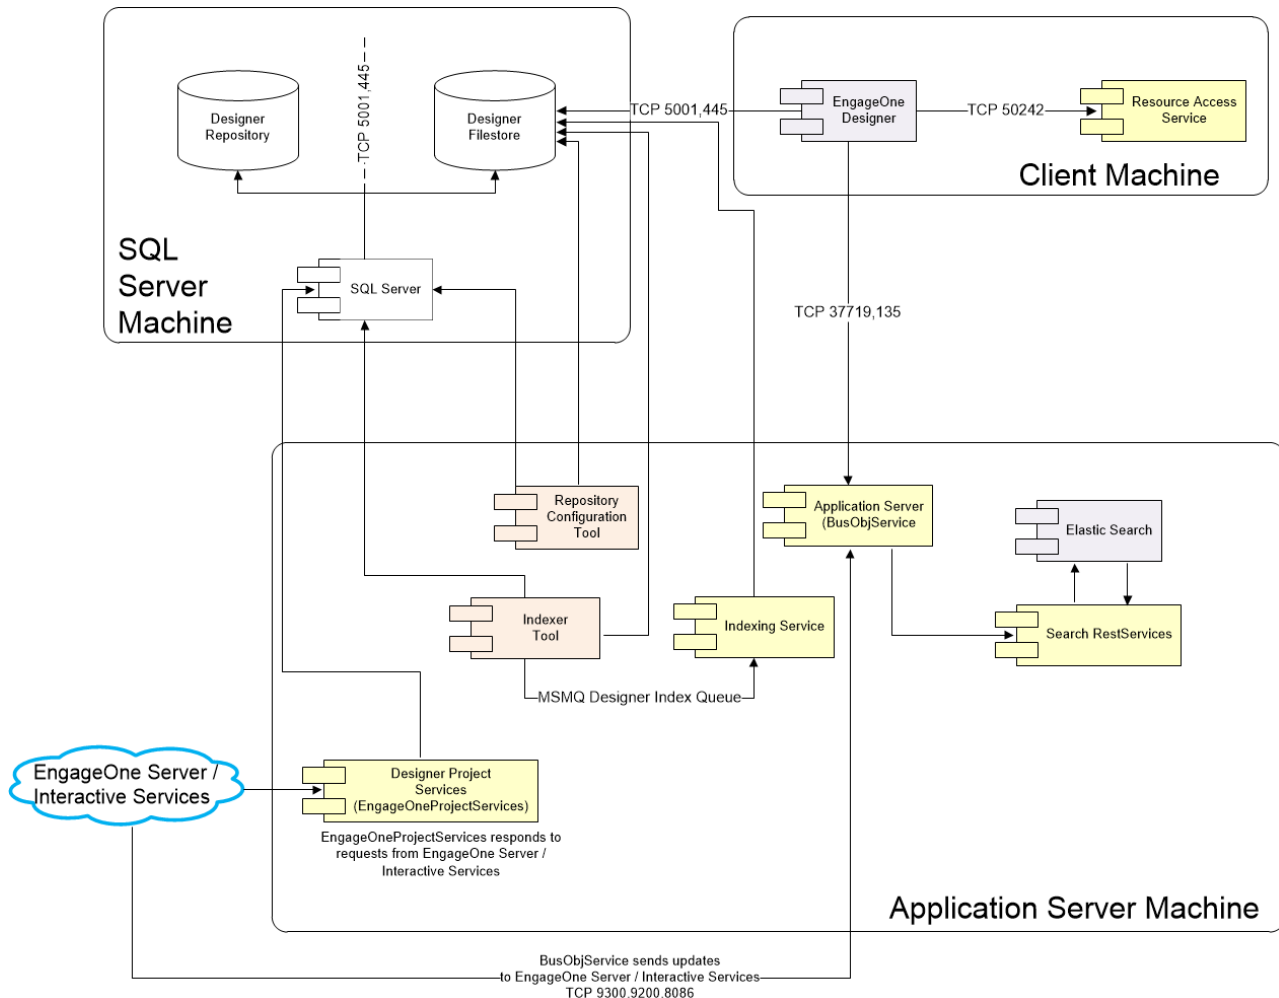 TCP 5001,445
Designer
Repository
Designer
Filestore
TCP 5001,445
EngageOne
Designer
TCP 50242
Resource Access
Service
Client Machine
SQL
Server
Machine
SQL Server
TCP 37719,135
Repository
Configuration
Tool
Application Server
(BusObjService
Elastic Search
Indexer
Tool
Indexing Service
Search RestServices
MSMQ Designer Index Queue
EngageOne Server /
Interactive Services
Designer Project
Services
(EngageOneProjectServices)
EngageOneProjectServices responds to
requests from EngageOne Server /
Interactive Services
Application Server Machine
BusObjService sends updates
to EngageOne Server / Interactive Services
TCP 9300,9200,8086